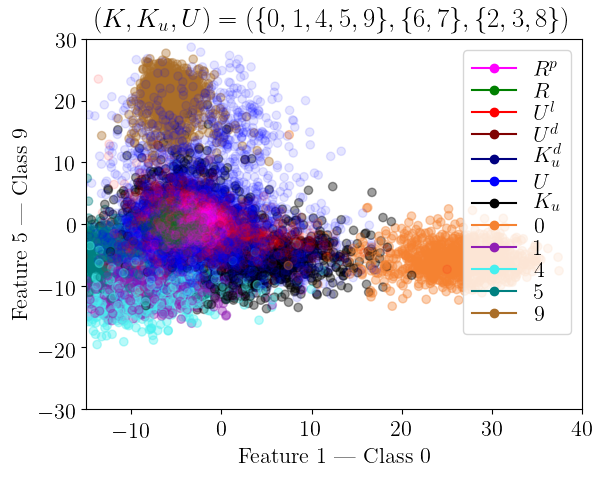 (K, K_u, U) = ({0, 1, 4, 5, 9}, {6, 7}, {2, 3, 8})
30
20
10
0
−10
−20
−30
Feature 5 — Class 9
R^p
R
U^l
U^d
K_u^d
U
K_u
0
1
4
5
9
−10
0
10
20
30
40
Feature 1 — Class 0